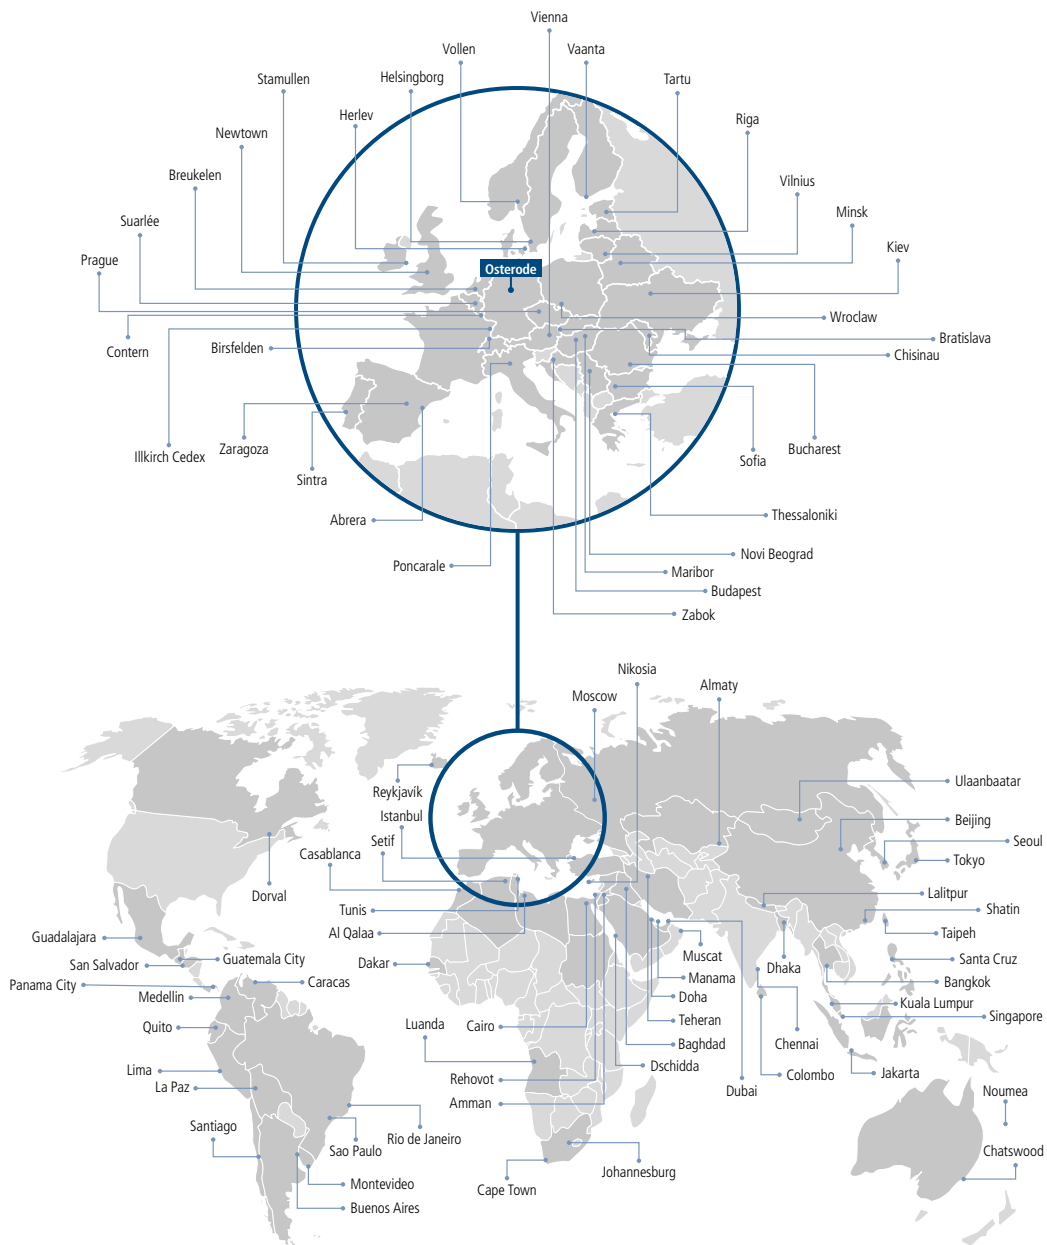 Vienna
Vollen
Vaanta
Stamullen
Helsingborg
Tartu
Herlev
Riga
Newtown
Breukelen
Vilnius
Suarlée
Minsk
Kiev
Prague
Osterode
Wroclaw
Bratislava
Contern
Birsfelden
Chisinau
Illkirch Cedex
Zaragoza
Sofia
Bucharest
Sintra
Abrera
Thessaloniki
Novi Beograd
Poncarale
Maribor
Budapest
Zabok
Nikosia
Almaty
Moscow
Reykjavík
Ulaanbaatar
Istanbul
Beijing
Setif
Seoul
Casablanca
Tokyo
Dorval
Lalitpur
Tunis
Shatin
Guadalajara
Al Qalaa
Taipeh
Muscat
Guatemala City
San Salvador
Dakar
Dhaka
Santa Cruz
Panama City
Caracas
Manama
Bangkok
Medellin
Doha
Kuala Lumpur
Quito
Luanda
Cairo
Teheran
Singapore
Baghdad
Chennai
Lima
Dschidda
La Paz
Rehovot
Dubai
Colombo
Jakarta
Amman
Noumea
Santiago
Rio de Janeiro
Sao Paulo
Chatswood
Johannesburg
Montevideo
Cape Town
Buenos Aires